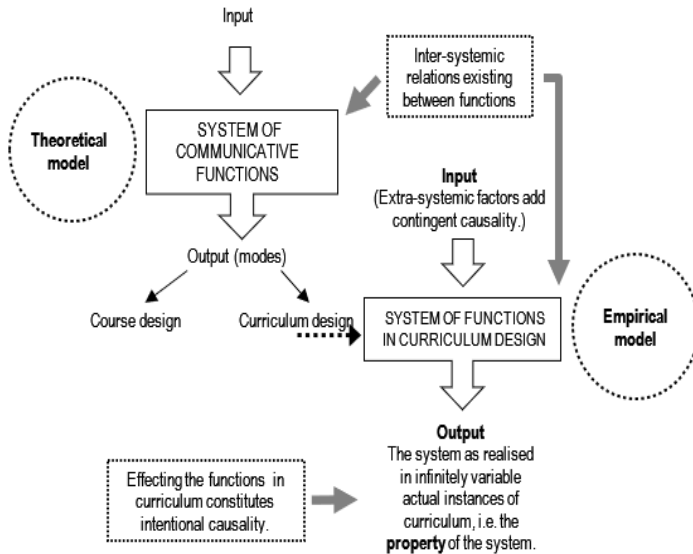 Input
Inter-systemic
relations existing
between functions
Theoretical
model
SYSTEM OF
COMMUNICATIVE
FUNCTIONS
Input
(Extra-systemic factors add
contingent causality.)
Output (modes)
Course design
Curriculum design
SYSTEM OF FUNCTIONS
IN CURRICULUM DESIGN
Empirical
model
Output
The system as realised
in infinitely variable
actual instances of
curriculum, i.e. the
property of the system.
Effecting the functions in
curriculum constitutes
intentional causality.